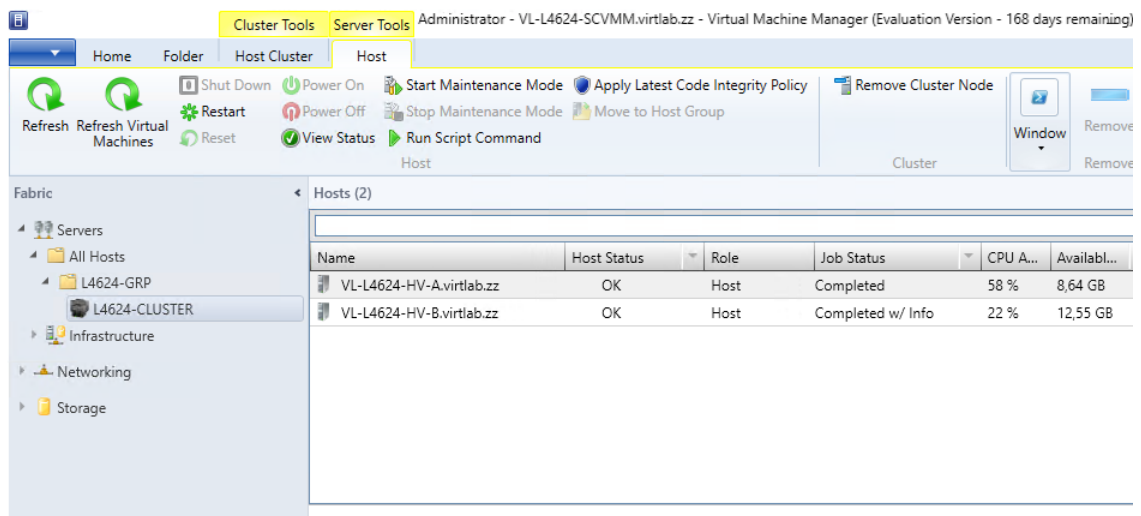 Cluster Tools Server Tools Administrator - VL-L4624-SCVMM.virtlab.zz - Virtual Machine Manager (Evaluation Version - 168 days remaining)
Home Folder Host Cluster Host
Shut Down Power On Start Maintenance Mode Apply Latest Code Integrity Policy Remove Cluster Node
Restart Power Off Stop Maintenance Mode Move to Host Group
Refresh Refresh Virtual Machines Window Remove
Reset View Status Run Script Command
Host Cluster Remove
Fabric Hosts (2)
Servers
All Hosts
L4624-GRP
L4624-CLUSTER
Infrastructure
Networking
Storage
Name Host Status Role Job Status CPU A... Availabl...
VL-L4624-HV-A.virtlab.zz OK Host Completed 58 % 8,64 GB
VL-L4624-HV-B.virtlab.zz OK Host Completed w/ Info 22 % 12,55 GB